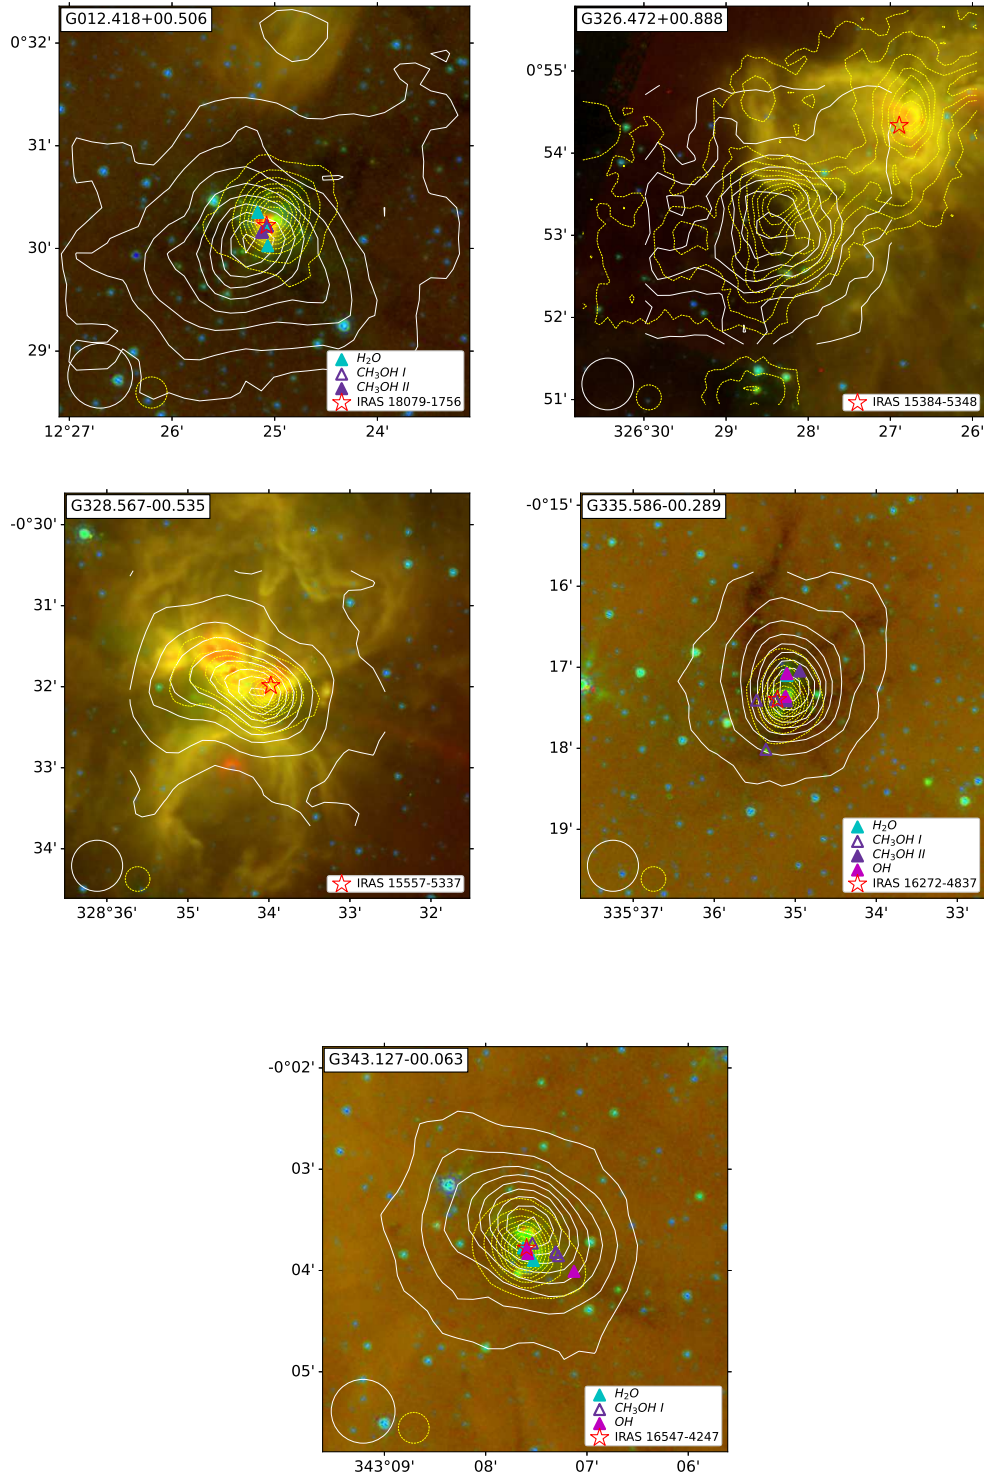 G012.418+00.506
0°32'
31'
30'
29'
12°27' 26' 25' 24'
H₂O
CH₃OH I
CH₃OH II
IRAS 18079-1756
G326.472+00.888
0°55'
54'
53'
52'
51'
326°30' 29' 28' 27' 26'
IRAS 15384-5348
G328.567-00.535
-0°30'
31'
32'
33'
34'
328°36' 35' 34' 33' 32'
IRAS 15557-5337
G335.586-00.289
-0°15'
16'
17'
18'
19'
335°37' 36' 35' 34' 33'
H₂O
CH₃OH I
CH₃OH II
OH
IRAS 16272-4837
G343.127-00.063
-0°02'
03'
04'
05'
343°09' 08' 07' 06'
H₂O
CH₃OH I
OH
IRAS 16547-4247